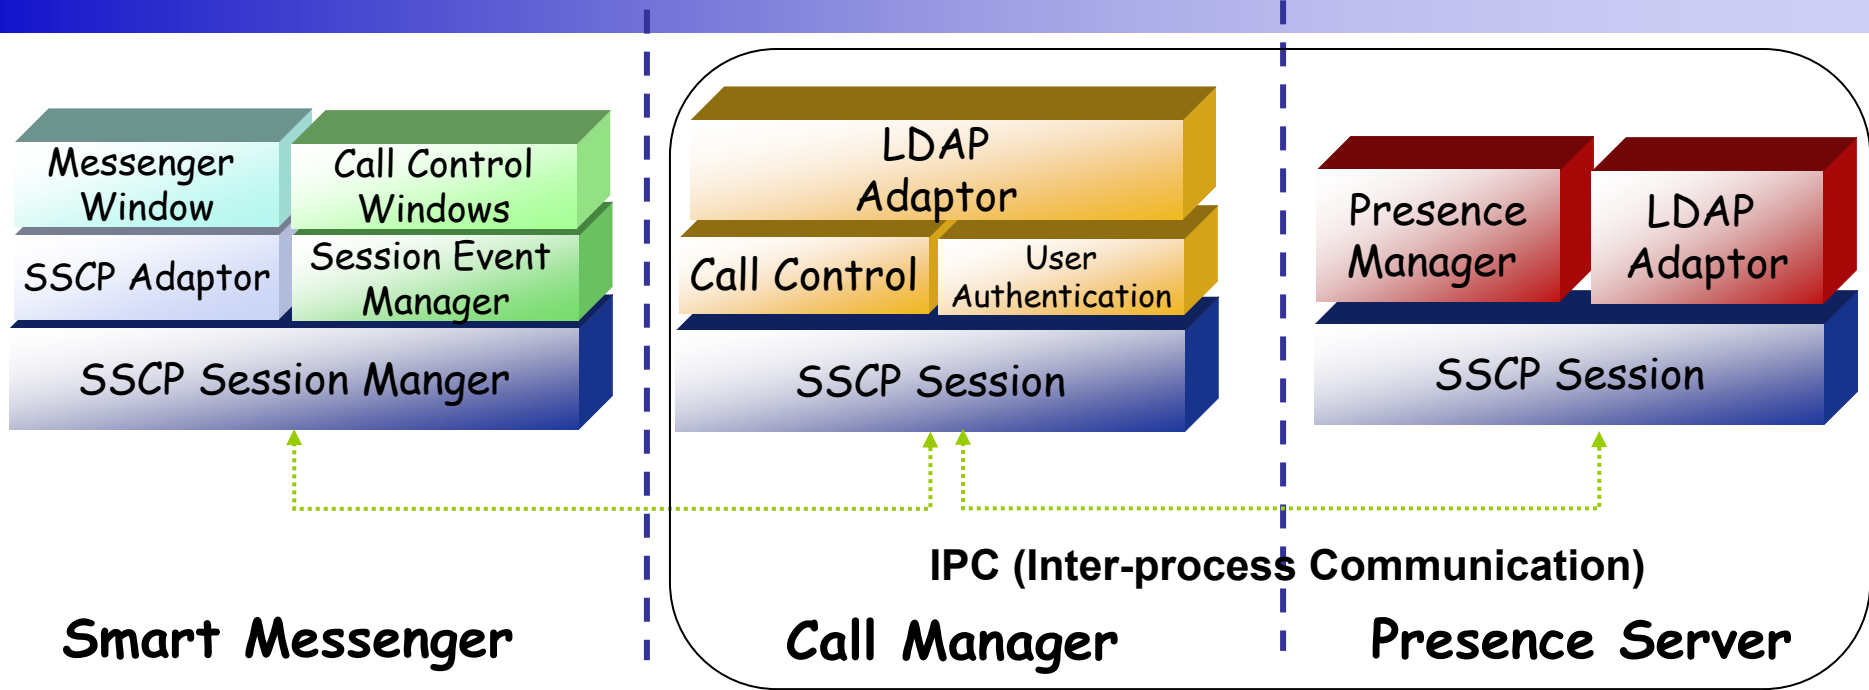 Messenger
Window
Call Control
Windows
SSCP Adaptor
Session Event
Manager
SSCP Session Manger
Smart Messenger
LDAP
Adaptor
Call Control
User
Authentication
SSCP Session
Call Manager
Presence
Manager
LDAP
Adaptor
SSCP Session
IPC (Inter-process Communication)
Presence Server